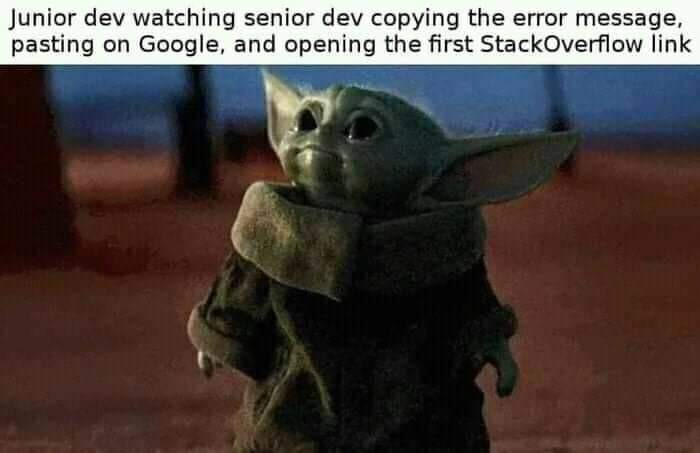 Junior dev watching senior dev copying the error message,
pasting on Google, and opening the first StackOverflow link